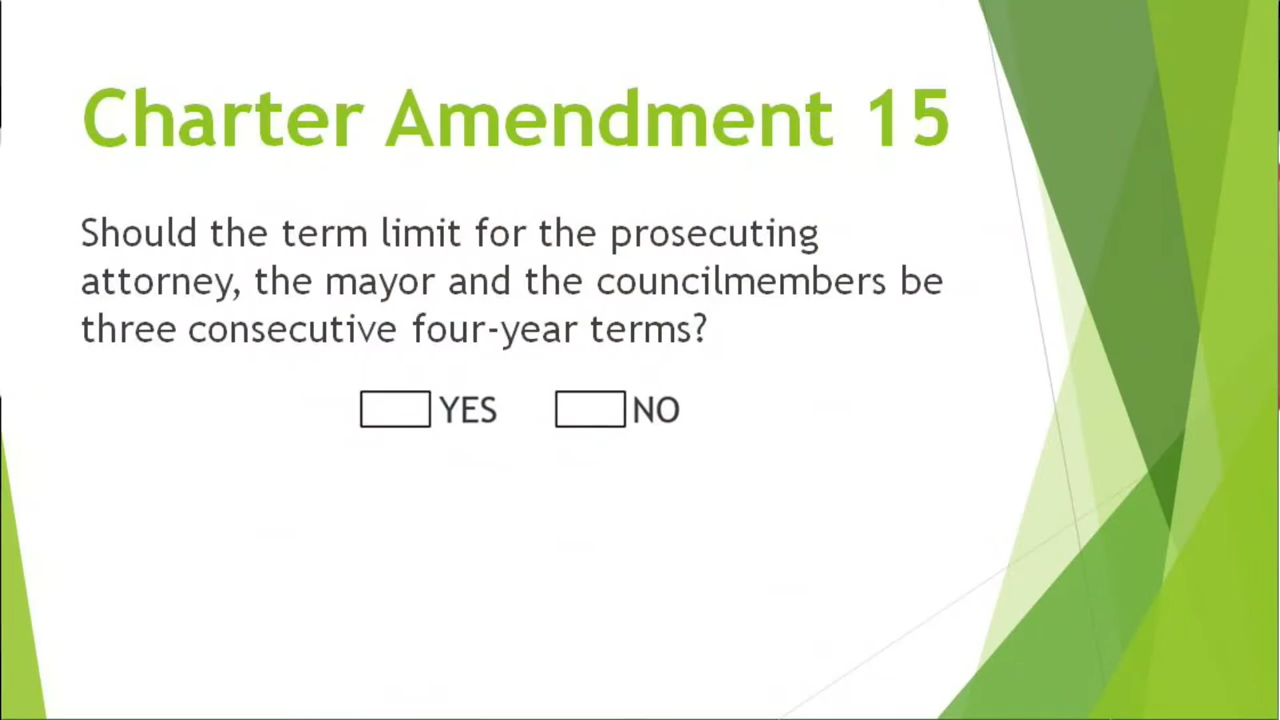 Charter Amendment 15
Should the term limit for the prosecuting
attorney, the mayor and the councilmembers be
three consecutive four-year terms?
YES NO